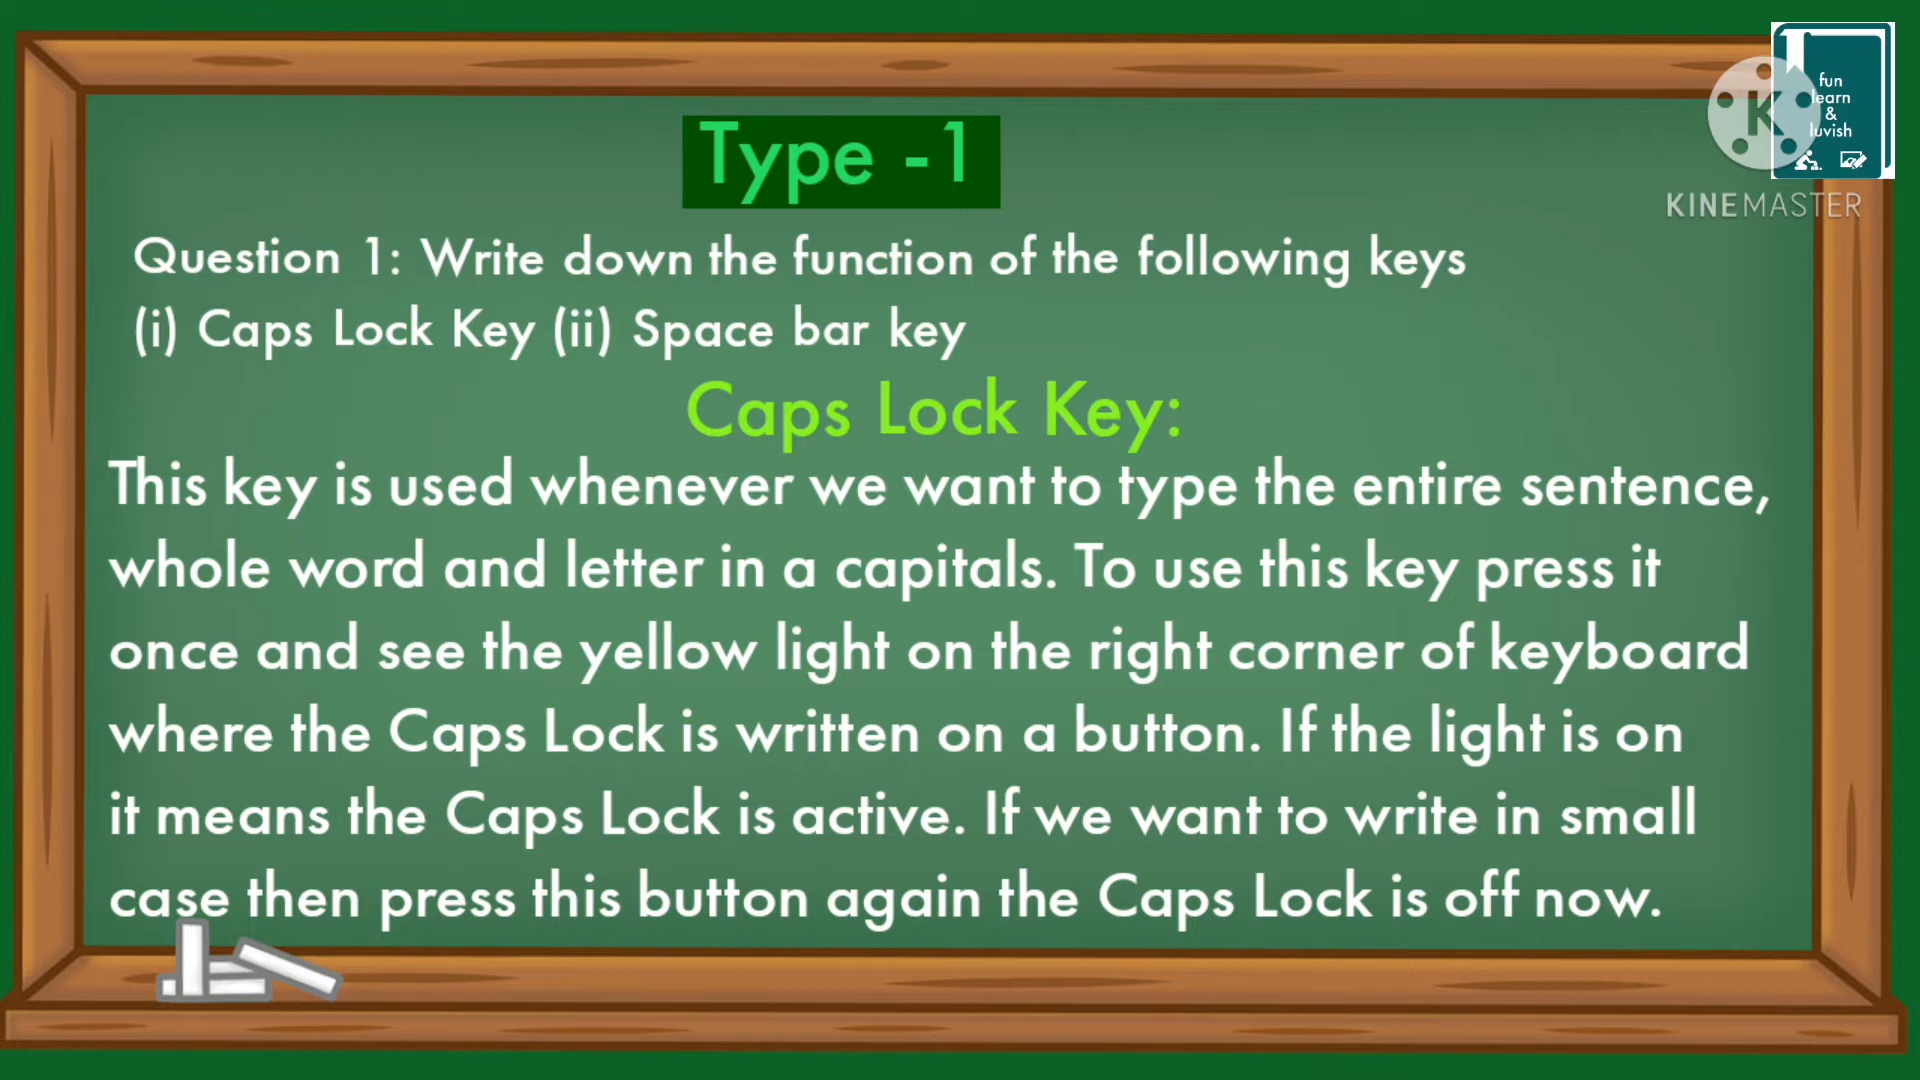 Type -1
fun
learn
&
luvish
K
KINEMASTER
Question 1: Write down the function of the following keys
(i) Caps Lock Key (ii) Space bar key
Caps Lock Key:
This key is used whenever we want to type the entire sentence,
whole word and letter in a capitals. To use this key press it
once and see the yellow light on the right corner of keyboard
where the Caps Lock is written on a button. If the light is on
it means the Caps Lock is active. If we want to write in small
case then press this button again the Caps Lock is off now.